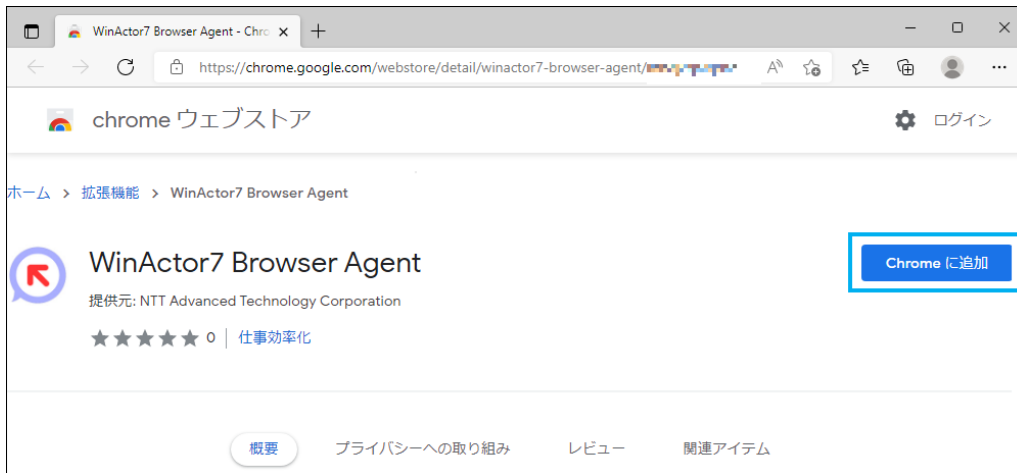 WinActor7 Browser Agent - Chro
https://chrome.google.com/webstore/detail/winactor7-browser-agent/
chrome ウェブストア
ログイン
ホーム > 拡張機能 > WinActor7 Browser Agent
WinActor7 Browser Agent
Chrome に追加
提供元: NTT Advanced Technology Corporation
0 | 仕事効率化
概要 プライバシーへの取り組み レビュー 関連アイテム